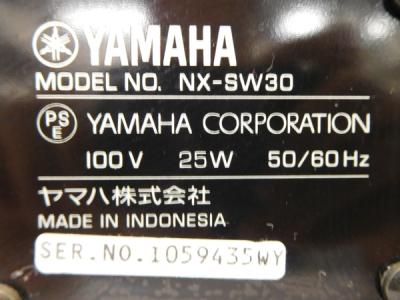 YAMAHA
MODEL NO. NX-SW30
PS E YAMAHA CORPORATION
100V 25W 50/60Hz
ヤマハ株式会社
MADE IN INDONESIA
SER.NO.1059435WY